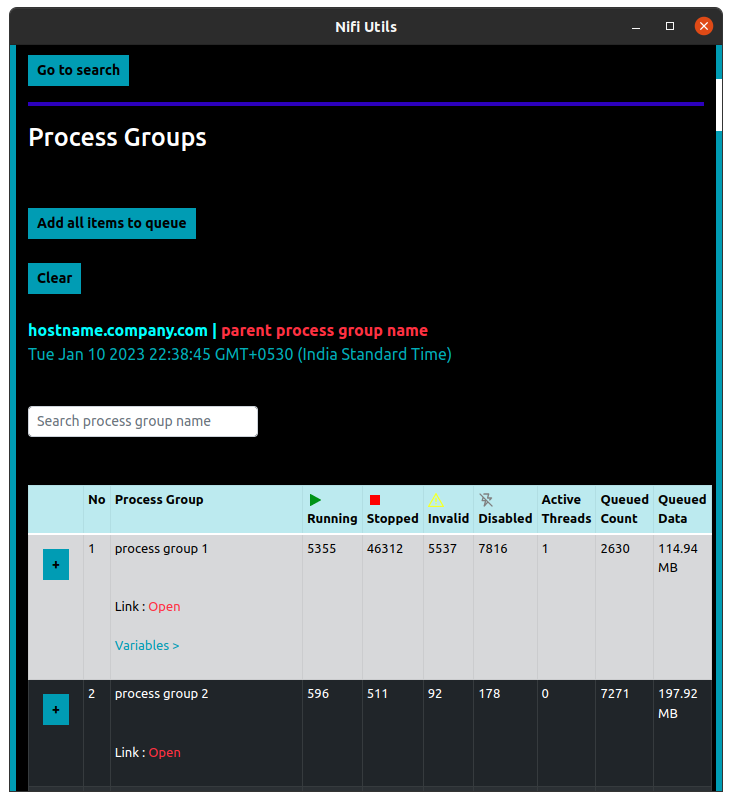 Nifi Utils
Go to search
Process Groups
Add all items to queue
Clear
hostname.company.com | parent process group name
Tue Jan 10 2023 22:38:45 GMT+0530 (India Standard Time)
Search process group name
No Process Group Running Stopped Invalid Disabled Active Threads Queued Count Queued Data
+ 1 process group 1 5355 46312 5537 7816 1 2630 114.94 MB
Link : Open
Variables >
+ 2 process group 2 596 511 92 178 0 7271 197.92 MB
Link : Open